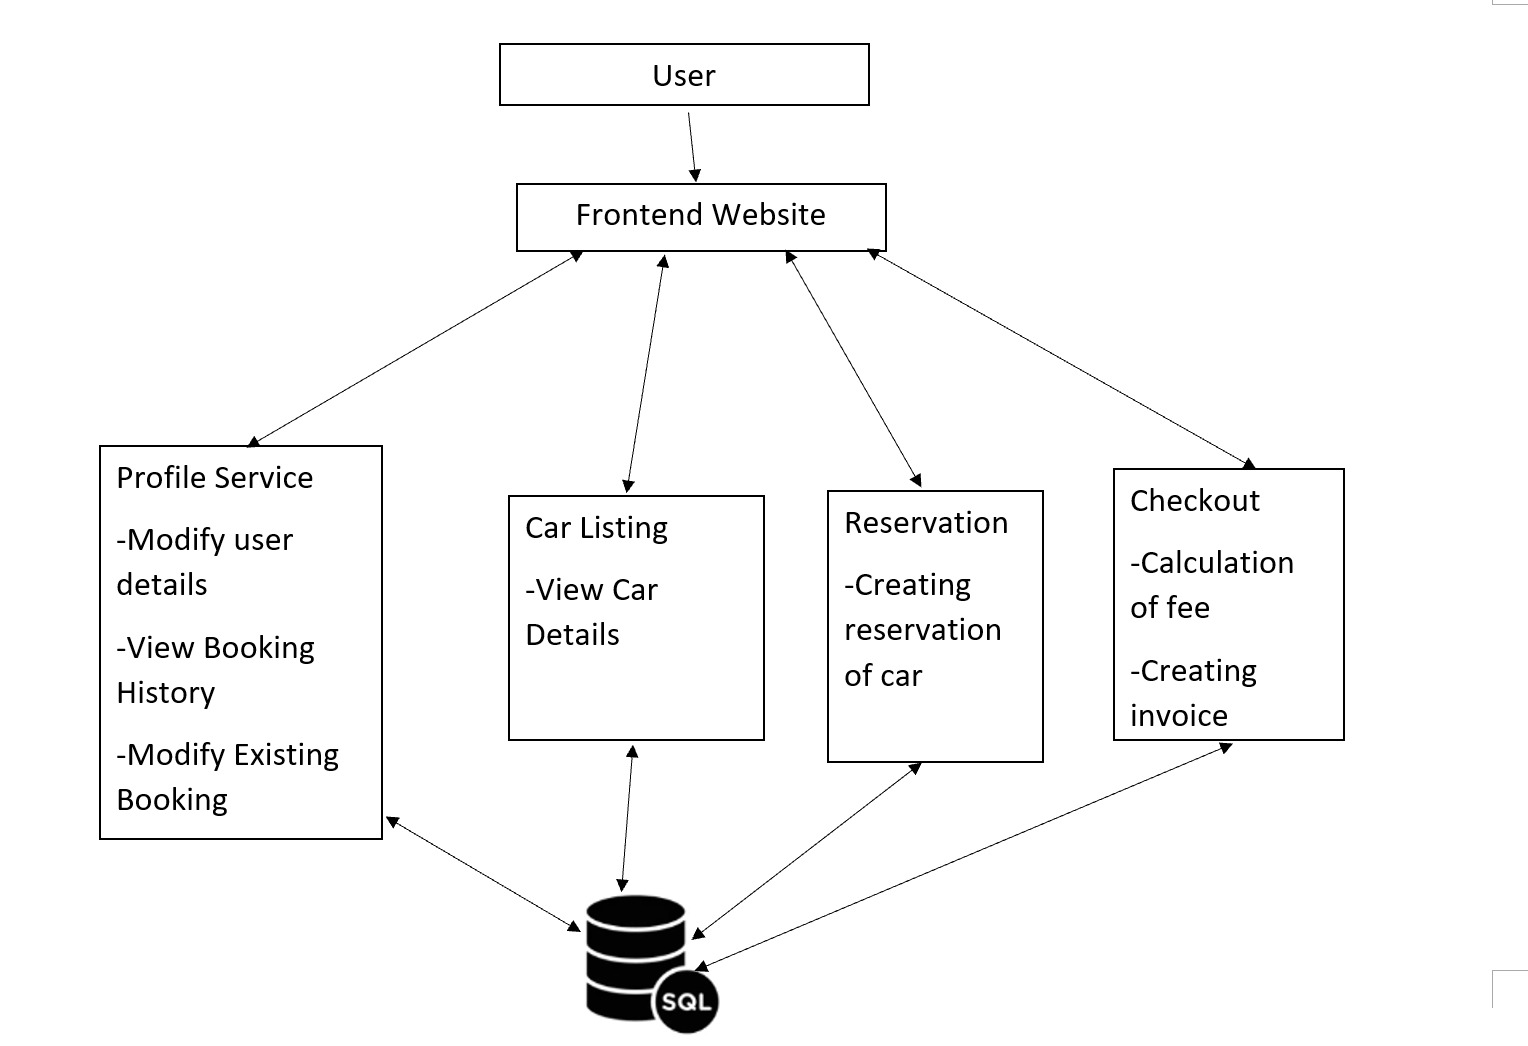 User
Frontend Website
Profile Service
-Modify user
details
-View Booking
History
-Modify Existing
Booking
Car Listing
-View Car
Details
Reservation
-Creating
reservation
of car
Checkout
-Calculation
of fee
-Creating
invoice
SQL